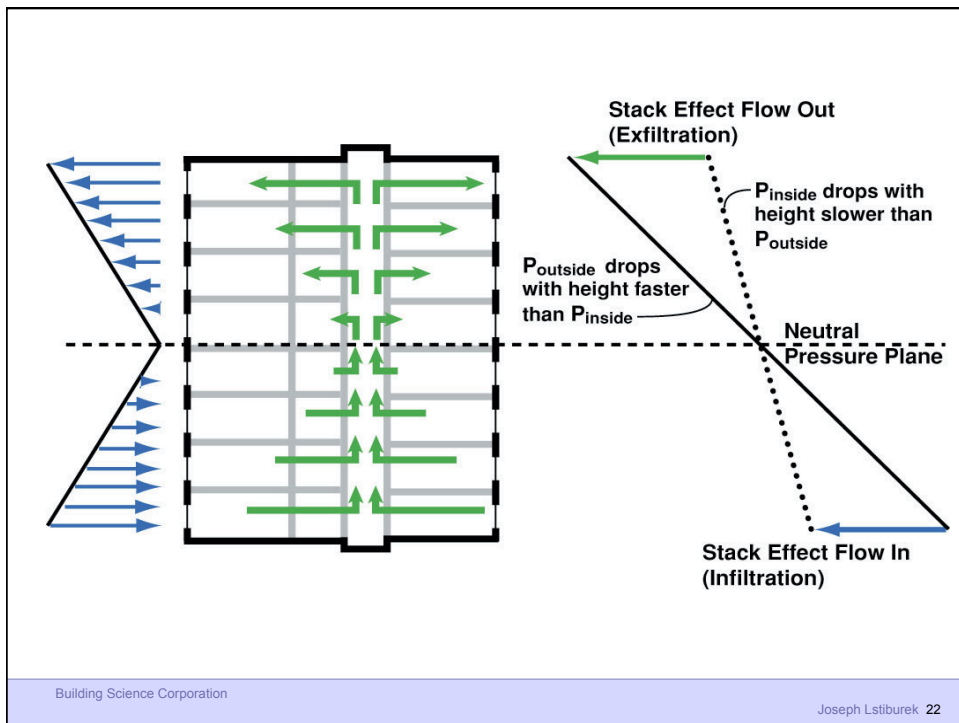 Stack Effect Flow Out
(Exfiltration)
Pinside drops with
height slower than
Poutside
Poutside drops
with height faster
than Pinside
Neutral
Pressure Plane
Stack Effect Flow In
(Infiltration)
Building Science Corporation
Joseph Lstiburek 22